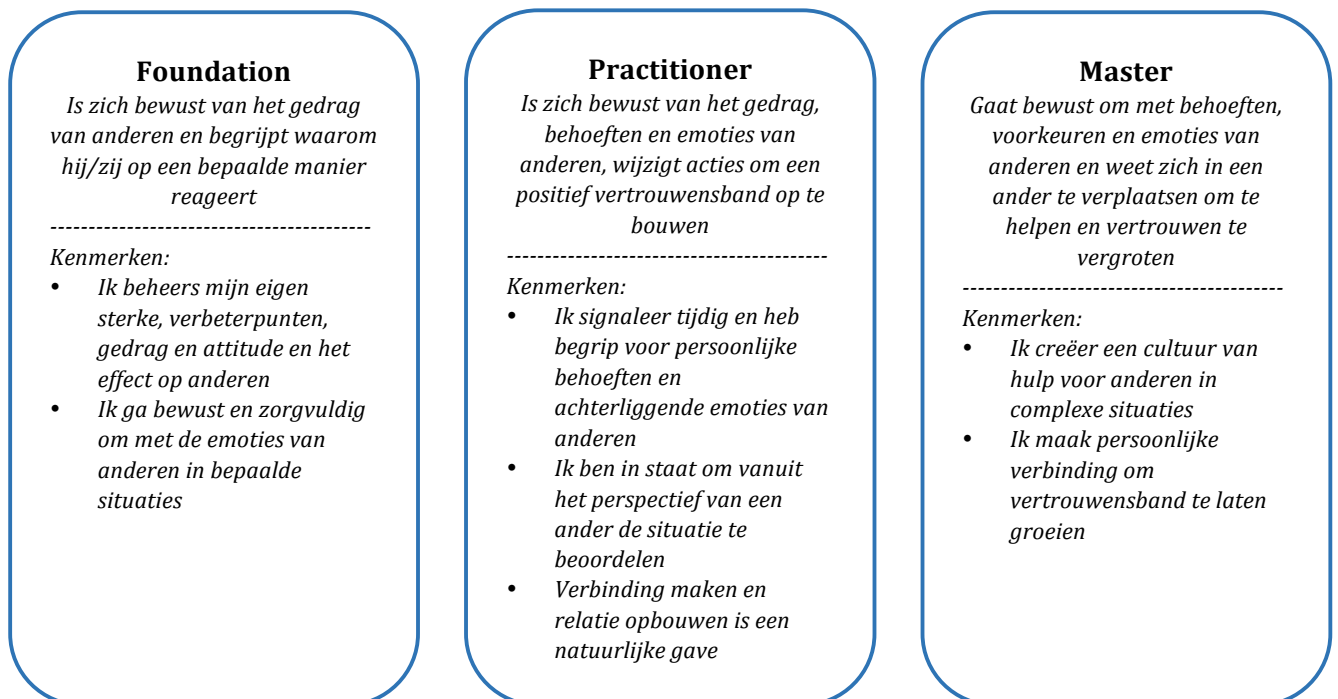 Foundation
Is zich bewust van het gedrag
van anderen en begrijpt waarom
hij/zij op een bepaalde manier
reageert
------------------------------------------
Kenmerken:
• Ik beheers mijn eigen
sterke, verbeterpunten,
gedrag en attitude en het
effect op anderen
• Ik ga bewust en zorgvuldig
om met de emoties van
anderen in bepaalde
situaties
Practitioner
Is zich bewust van het gedrag,
behoeften en emoties van
anderen, wijzigt acties om een
positief vertrouwensband op te
bouwen
------------------------------------------
Kenmerken:
• Ik signaleer tijdig en heb
begrip voor persoonlijke
behoeften en
achterliggende emoties van
anderen
• Ik ben in staat om vanuit
het perspectief van een
ander de situatie te
beoordelen
• Verbinding maken en
relatie opbouwen is een
natuurlijke gave
Master
Gaat bewust om met behoeften,
voorkeuren en emoties van
anderen en weet zich in een
ander te verplaatsen om te
helpen en vertrouwen te
vergroten
------------------------------------------
Kenmerken:
• Ik creëer een cultuur van
hulp voor anderen in
complexe situaties
• Ik maak persoonlijke
verbinding om
vertrouwensband te laten
groeien